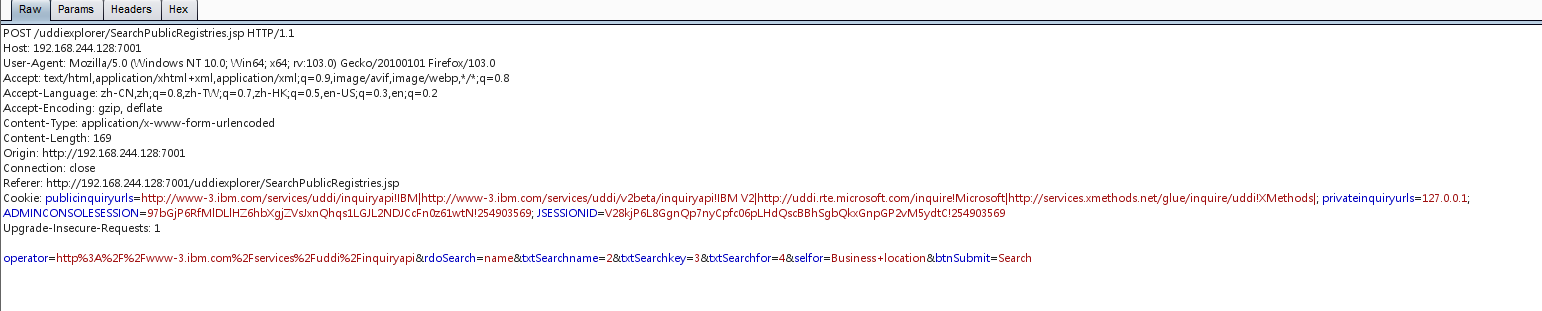 Raw Params Headers Hex
POST /uddiexplorer/SearchPublicRegistries.jsp HTTP/1.1
Host: 192.168.244.128:7001
User-Agent: Mozilla/5.0 (Windows NT 10.0; Win64; x64; rv:103.0) Gecko/20100101 Firefox/103.0
Accept: text/html,application/xhtml+xml,application/xml;q=0.9,image/avif,image/webp,*/*;q=0.8
Accept-Language: zh-CN,zh;q=0.8,zh-TW;q=0.7,zh-HK;q=0.5,en-US;q=0.3,en;q=0.2
Accept-Encoding: gzip, deflate
Content-Type: application/x-www-form-urlencoded
Content-Length: 169
Origin: http://192.168.244.128:7001
Connection: close
Referer: http://192.168.244.128:7001/uddiexplorer/SearchPublicRegistries.jsp
Cookie: publicinquiryurls=http://www-3.ibm.com/services/uddi/inquiryapi!IBM|http://www-3.ibm.com/services/uddi/v2beta/inquiryapi!IBM V2|http://uddi.rte.microsoft.com/inquire!Microsoft|http://services.xmethods.net/glue/inquire/uddi!XMethods|; privateinquiryurls=127.0.0.1;
ADMINCONSOLESESSION=97bGjP6RfMlDLlHZ6hbXgjZVsJxnQhqs1LGJL2NDJCcFn0z61wtN!254903569; JSESSIONID=V28kjP6L8GgnQp7nyCpfc06pLHdQscBBhSgbQkxGnpGP2vM5ydtC!254903569
Upgrade-Insecure-Requests: 1
operator=http%3A%2F%2Fwww-3.ibm.com%2Fservices%2Fuddi%2Finquiryapi&rdoSearch=name&txtSearchname=2&txtSearchkey=3&txtSearchfor=4&selfor=Business+location&btnSubmit=Search